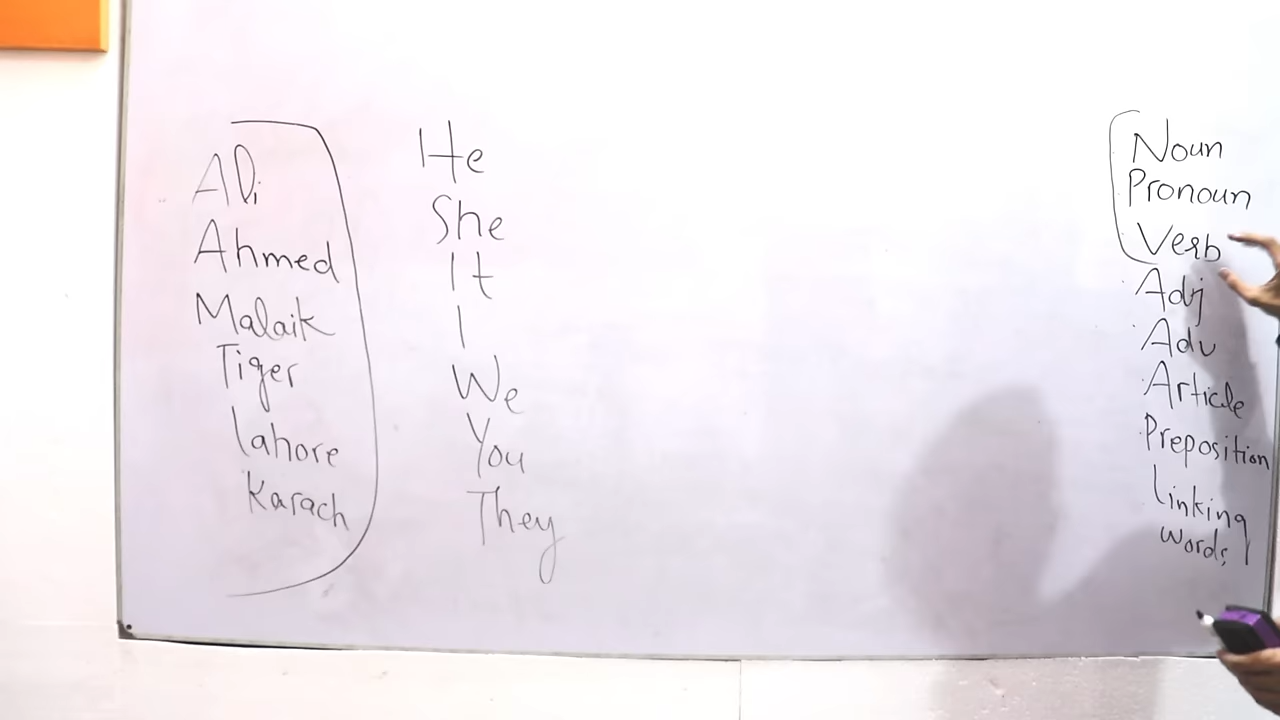 Ali
Ahmed
Malaik
Tiger
Lahore
Karach
He
She
It
I
We
You
They
Noun
Pronoun
Verb
Adj
Adv
Article
Preposition
Linking
words